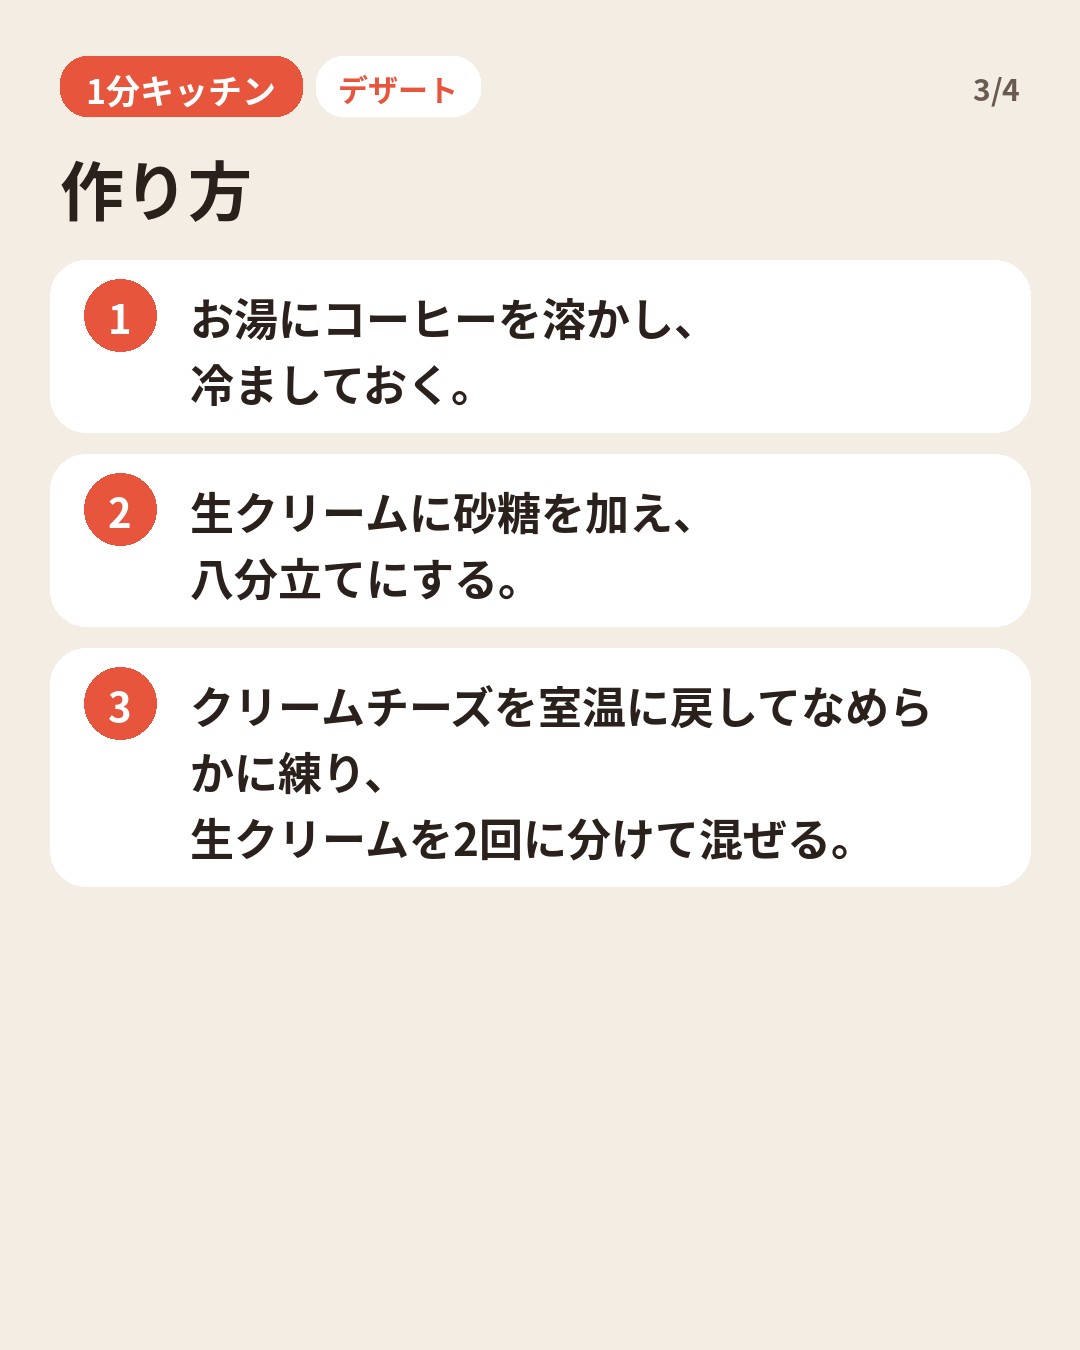 1分キッチン
デザート
3/4
作り方
1
お湯にコーヒーを溶かし、
冷ましておく。
2
生クリームに砂糖を加え、
八分立てにする。
3
クリームチーズを室温に戻してなめら
かに練り、
生クリームを2回に分けて混ぜる。